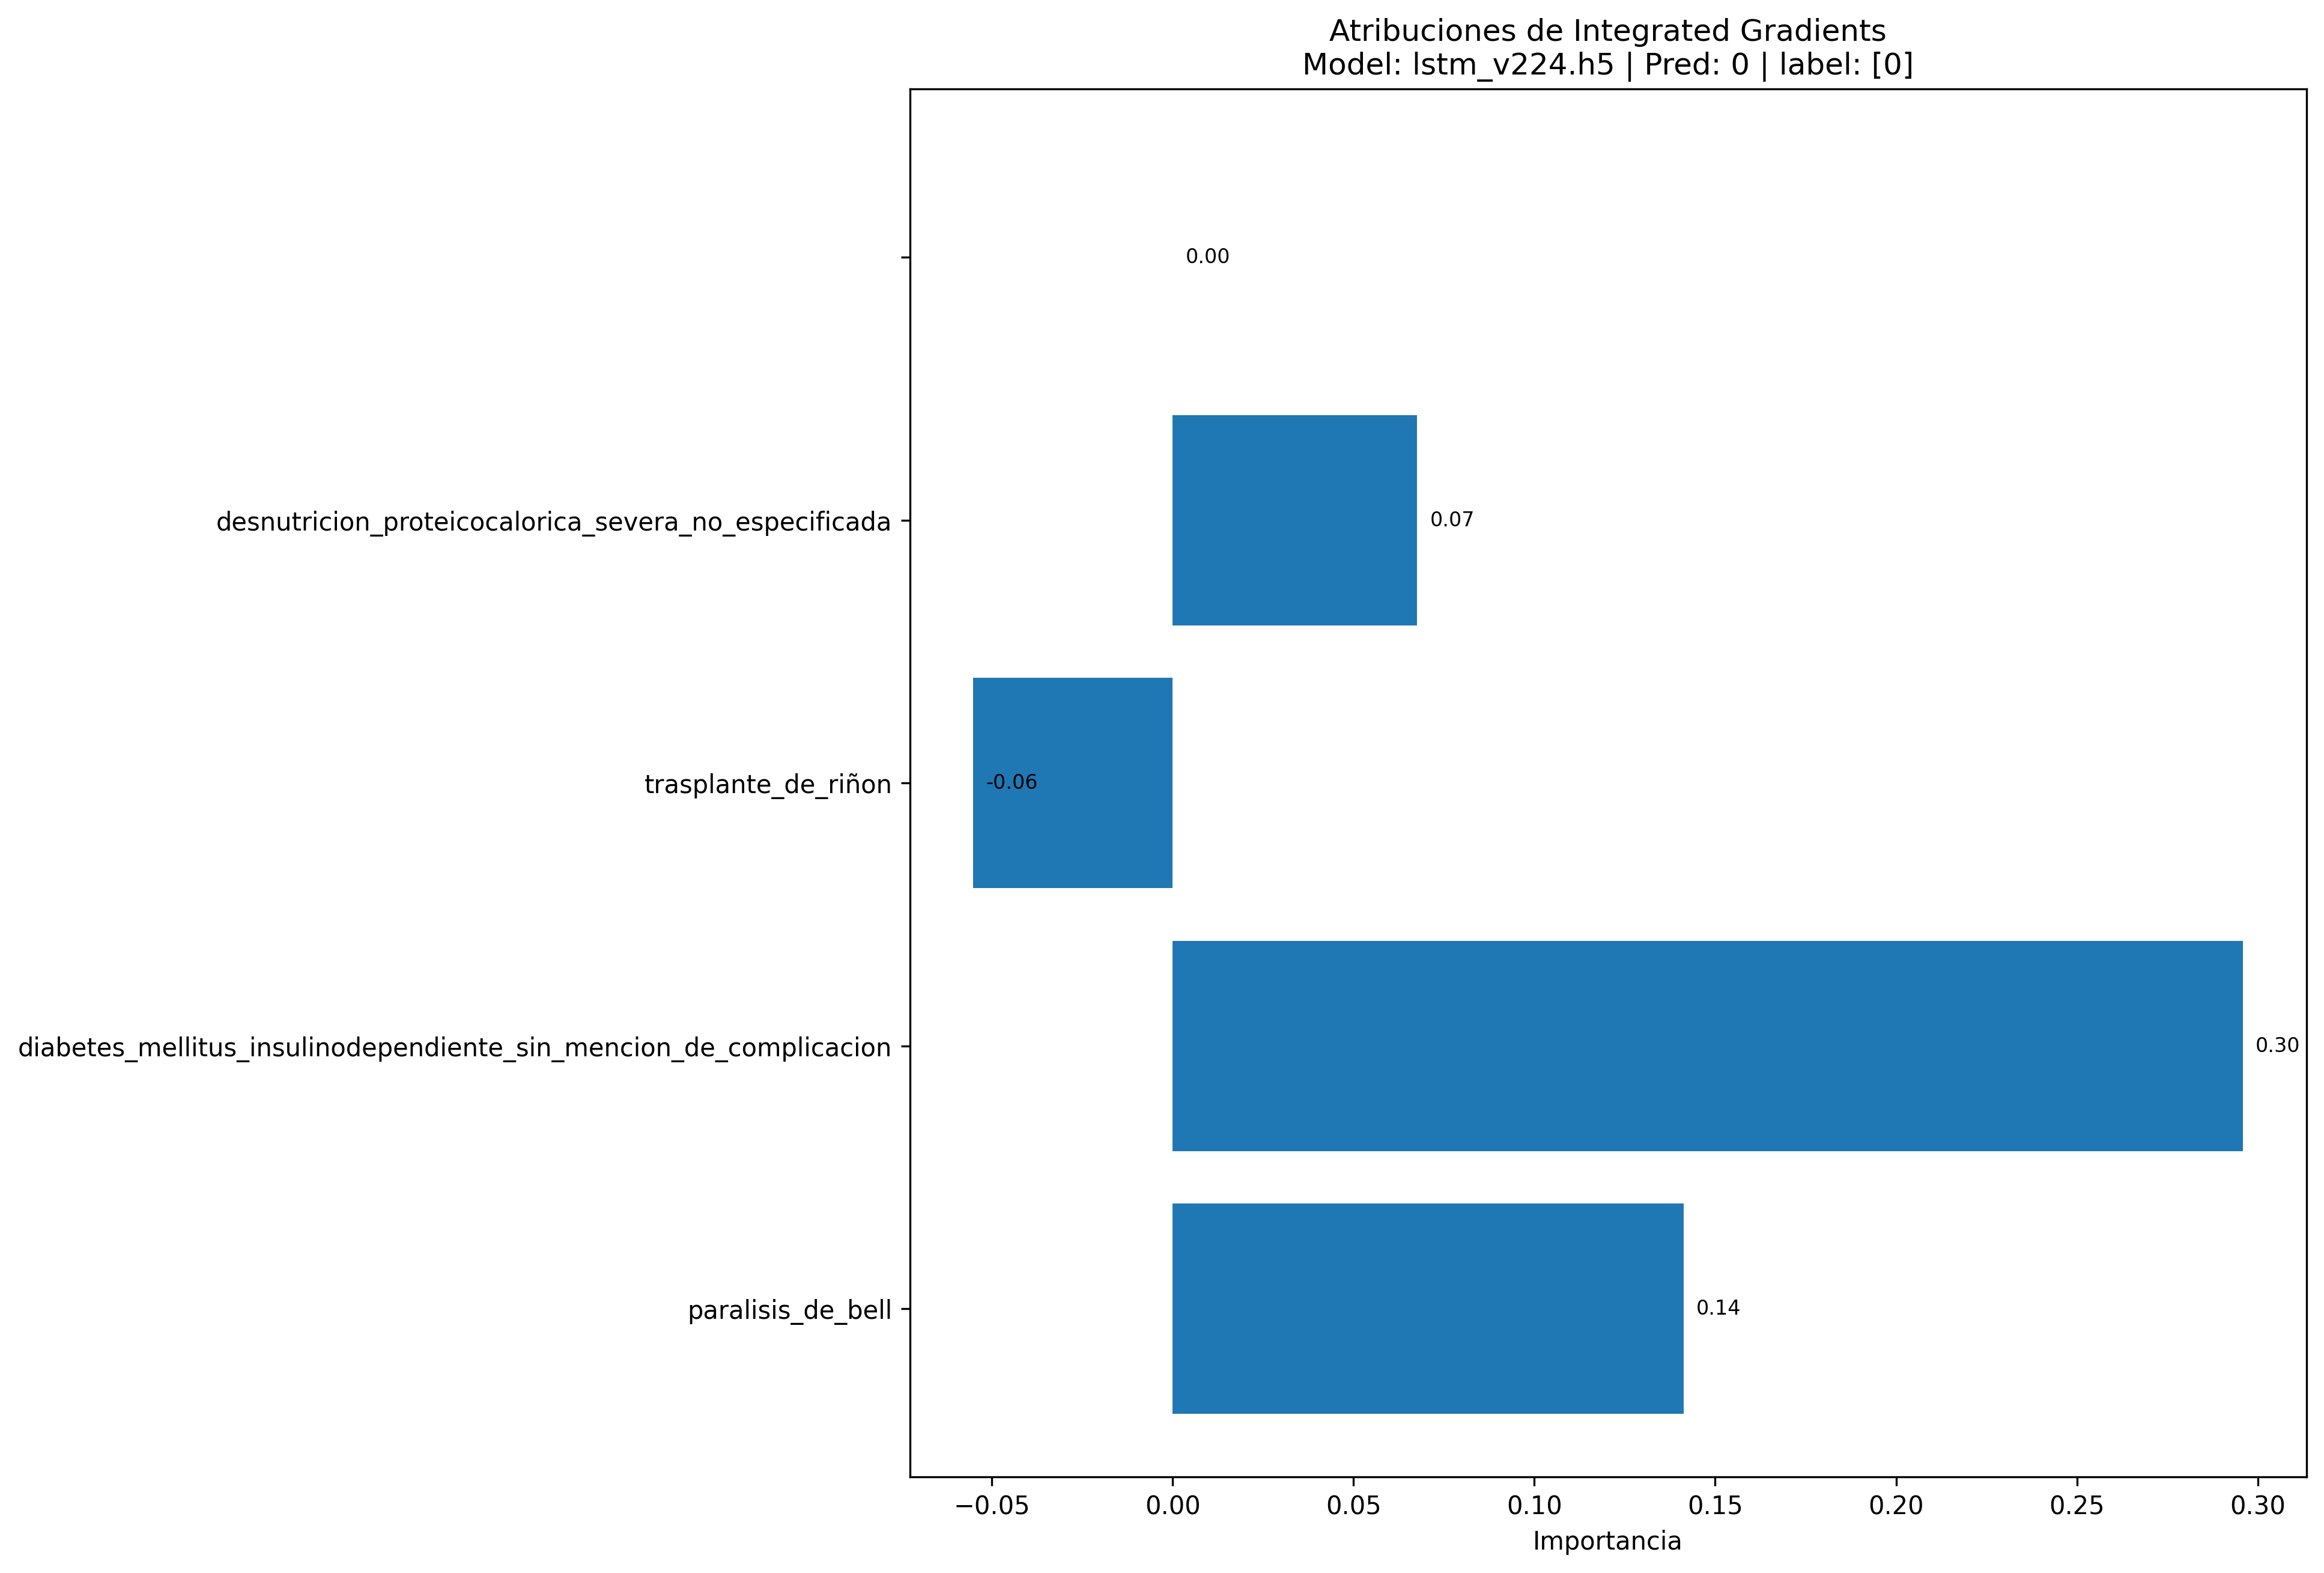 Atribuciones de Integrated Gradients
Model: lstm_v224.h5 | Pred: 0 | label: [0]
0.00
desnutricion_proteicocalorica_severa_no_especificada
0.07
trasplante_de_riñon
-0.06
diabetes_mellitus_insulinodependiente_sin_mencion_de_complicacion
0.30
paralisis_de_bell
0.14
−0.05 0.00 0.05 0.10 0.15 0.20 0.25 0.30
Importancia